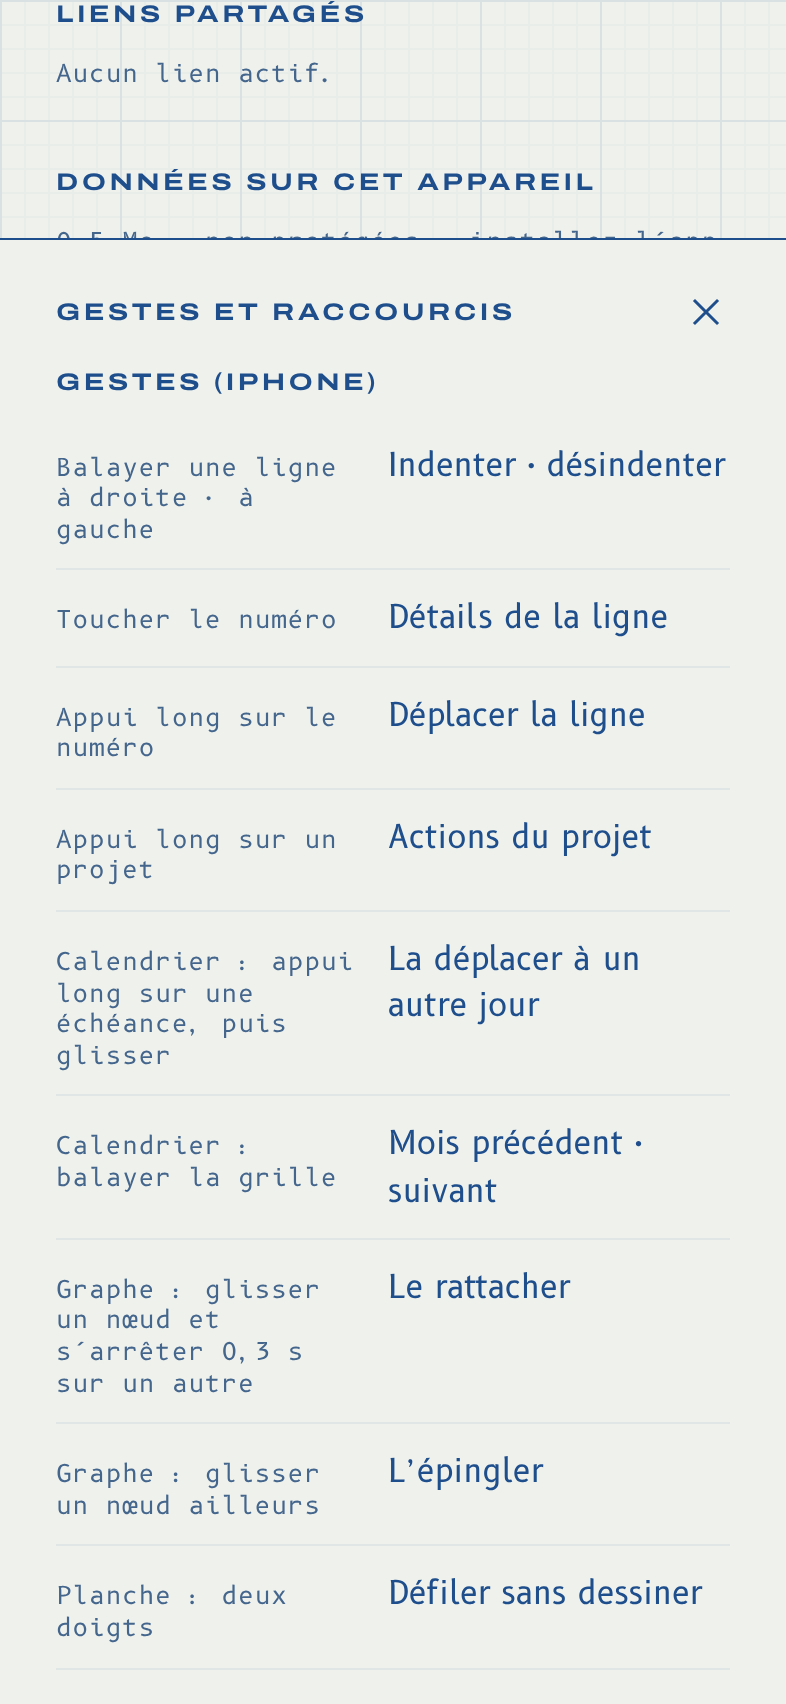 LIENS PARTAGÉS
Aucun lien actif.
DONNÉES SUR CET APPAREIL
GESTES ET RACCOURCIS
GESTES (IPHONE)
Balayer une ligne
à droite · à
gauche
Indenter · désindenter
Toucher le numéro
Détails de la ligne
Appui long sur le
numéro
Déplacer la ligne
Appui long sur un
projet
Actions du projet
Calendrier : appui
long sur une
échéance, puis
glisser
La déplacer à un
autre jour
Calendrier :
balayer la grille
Mois précédent ·
suivant
Graphe : glisser
un nœud et
s´arrêter 0,3 s
sur un autre
Le rattacher
Graphe : glisser
un nœud ailleurs
L’épingler
Planche : deux
doigts
Défiler sans dessiner